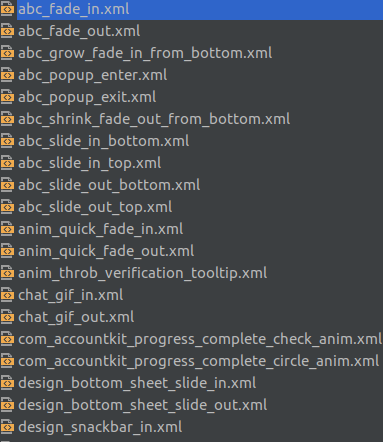 abc_fade_in.xml
abc_fade_out.xml
abc_grow_fade_in_from_bottom.xml
abc_popup_enter.xml
abc_popup_exit.xml
abc_shrink_fade_out_from_bottom.xml
abc_slide_in_bottom.xml
abc_slide_in_top.xml
abc_slide_out_bottom.xml
abc_slide_out_top.xml
anim_quick_fade_in.xml
anim_quick_fade_out.xml
anim_throb_verification_tooltip.xml
chat_gif_in.xml
chat_gif_out.xml
com_accountkit_progress_complete_check_anim.xml
com_accountkit_progress_complete_circle_anim.xml
design_bottom_sheet_slide_in.xml
design_bottom_sheet_slide_out.xml
design_snackbar_in.xml